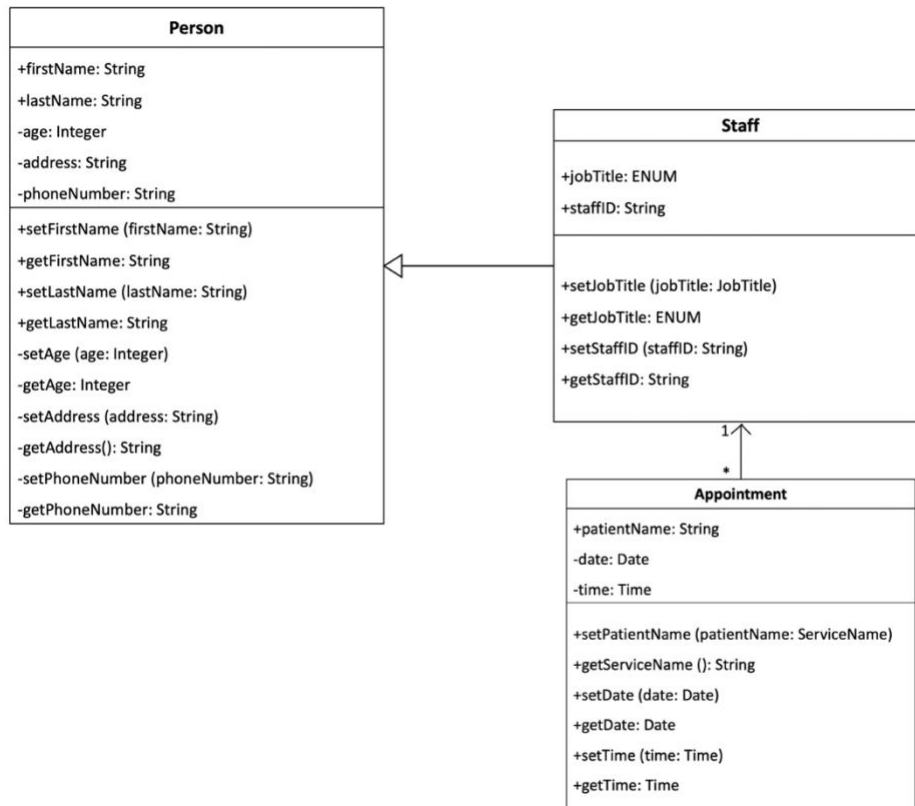 Person
+firstName: String
+lastName: String
-age: Integer
-address: String
-phoneNumber: String
+setFirstName (firstName: String)
+getFirstName: String
+setLastName (lastName: String)
+getLastName: String
-setAge (age: Integer)
-getAge: Integer
-setAddress (address: String)
-getAddress(): String
-setPhoneNumber (phoneNumber: String)
-getPhoneNumber: String
Staff
+jobTitle: ENUM
+staffID: String
+setJobTitle (jobTitle: JobTitle)
+getJobTitle: ENUM
+setStaffID (staffID: String)
+getStaffID: String
1
*
Appointment
+patientName: String
-date: Date
-time: Time
+setPatientName (patientName: ServiceName)
+getServiceName (): String
+setDate (date: Date)
+getDate: Date
+setTime (time: Time)
+getTime: Time